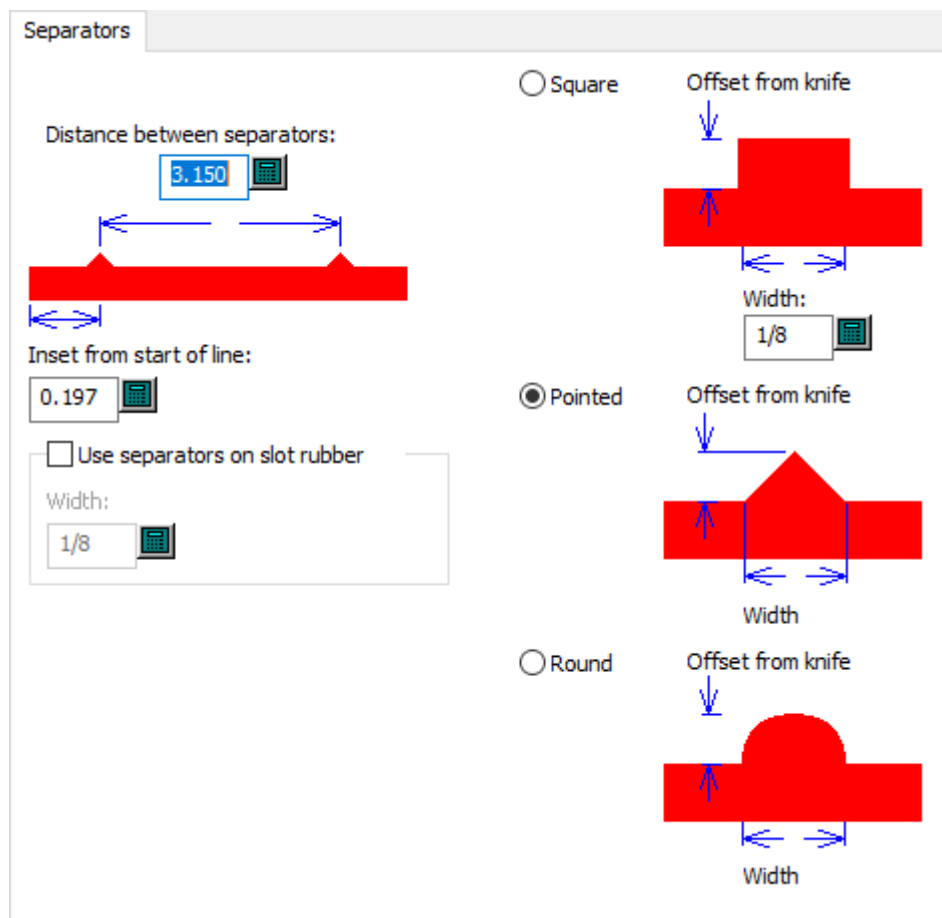 Separators
Distance between separators:
3.150
Inset from start of line:
0.197
Use separators on slot rubber
Width:
1/8
Square
Offset from knife
Width:
1/8
Pointed
Offset from knife
Width
Round
Offset from knife
Width